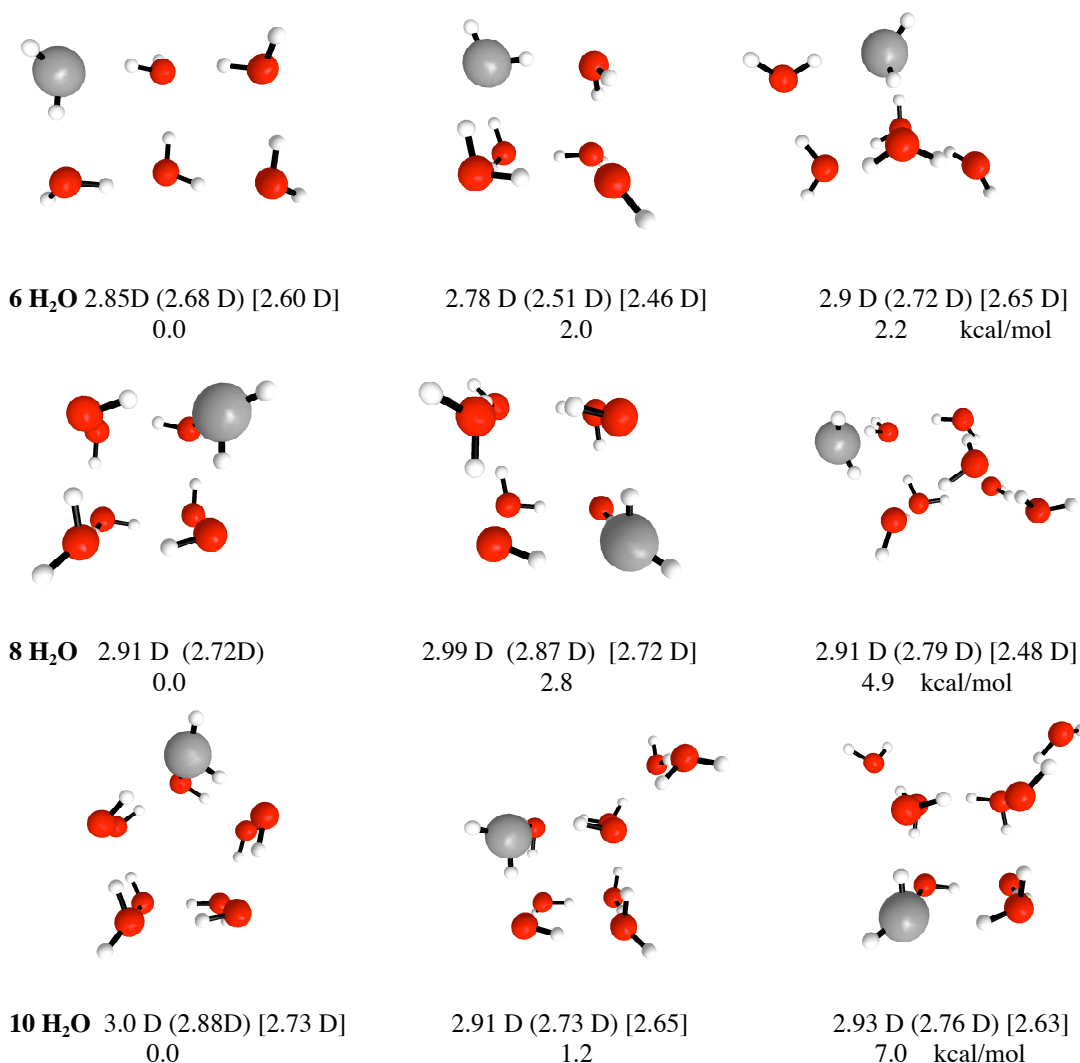 6 H₂O 2.85D (2.68 D) [2.60 D] 2.78 D (2.51 D) [2.46 D] 2.9 D (2.72 D) [2.65 D]
0.0 2.0 2.2 kcal/mol
8 H₂O 2.91 D (2.72D) 2.99 D (2.87 D) [2.72 D] 2.91 D (2.79 D) [2.48 D]
0.0 2.8 4.9 kcal/mol
10 H₂O 3.0 D (2.88D) [2.73 D] 2.91 D (2.73 D) [2.65] 2.93 D (2.76 D) [2.63]
0.0 1.2 7.0 kcal/mol